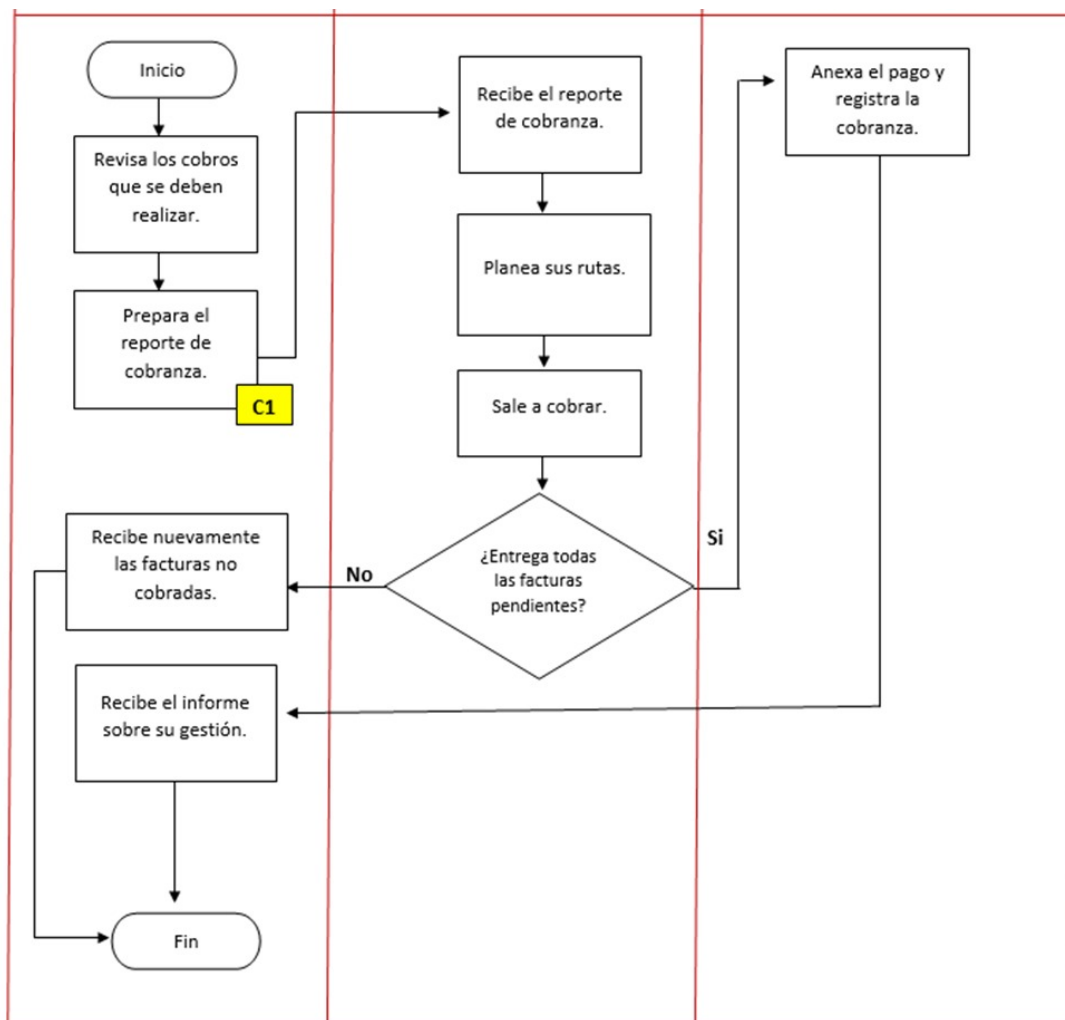 Inicio
Revisa los cobros
que se deben
realizar.
Prepara el
reporte de
cobranza.
C1
Recibe el reporte
de cobranza.
Planea sus rutas.
Sale a cobrar.
¿Entrega todas
las facturas
pendientes?
No
Si
Anexa el pago y
registra la
cobranza.
Recibe nuevamente
las facturas no
cobradas.
Recibe el informe
sobre su gestión.
Fin